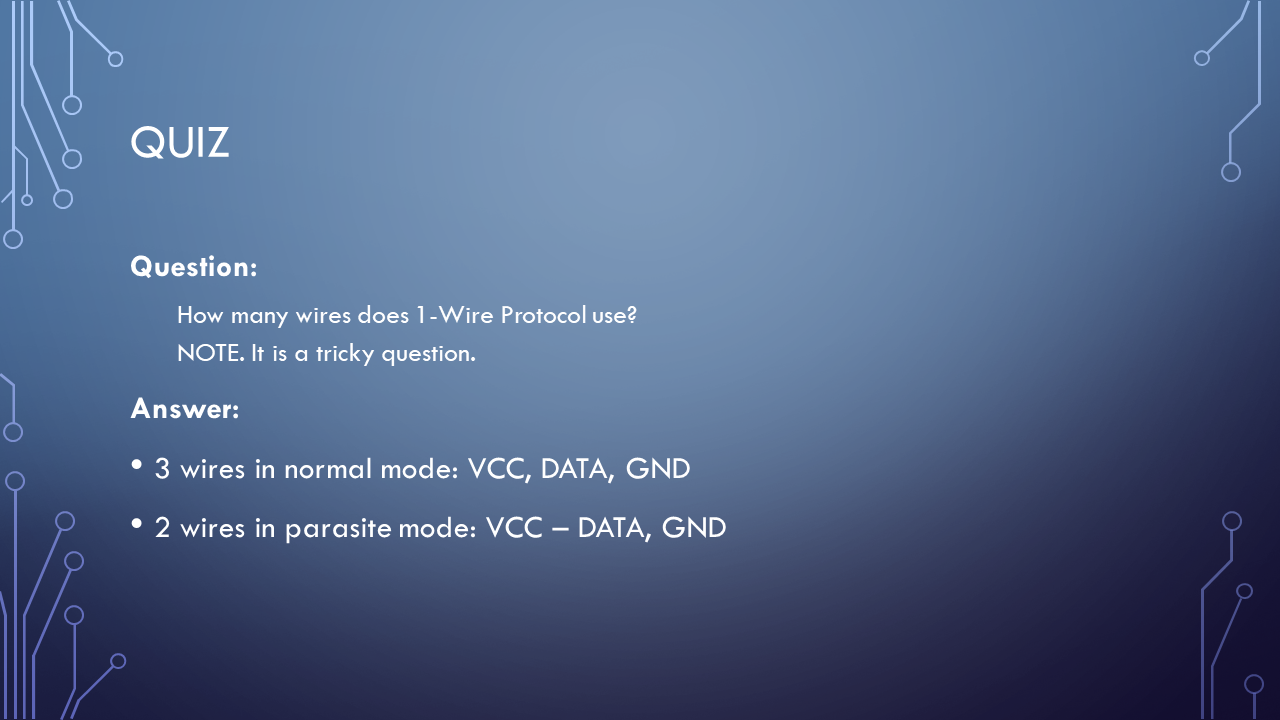 QUIZ
Question:
How many wires does 1-Wire Protocol use?
NOTE. It is a tricky question.
Answer:
• 3 wires in normal mode: VCC, DATA, GND
• 2 wires in parasite mode: VCC – DATA, GND